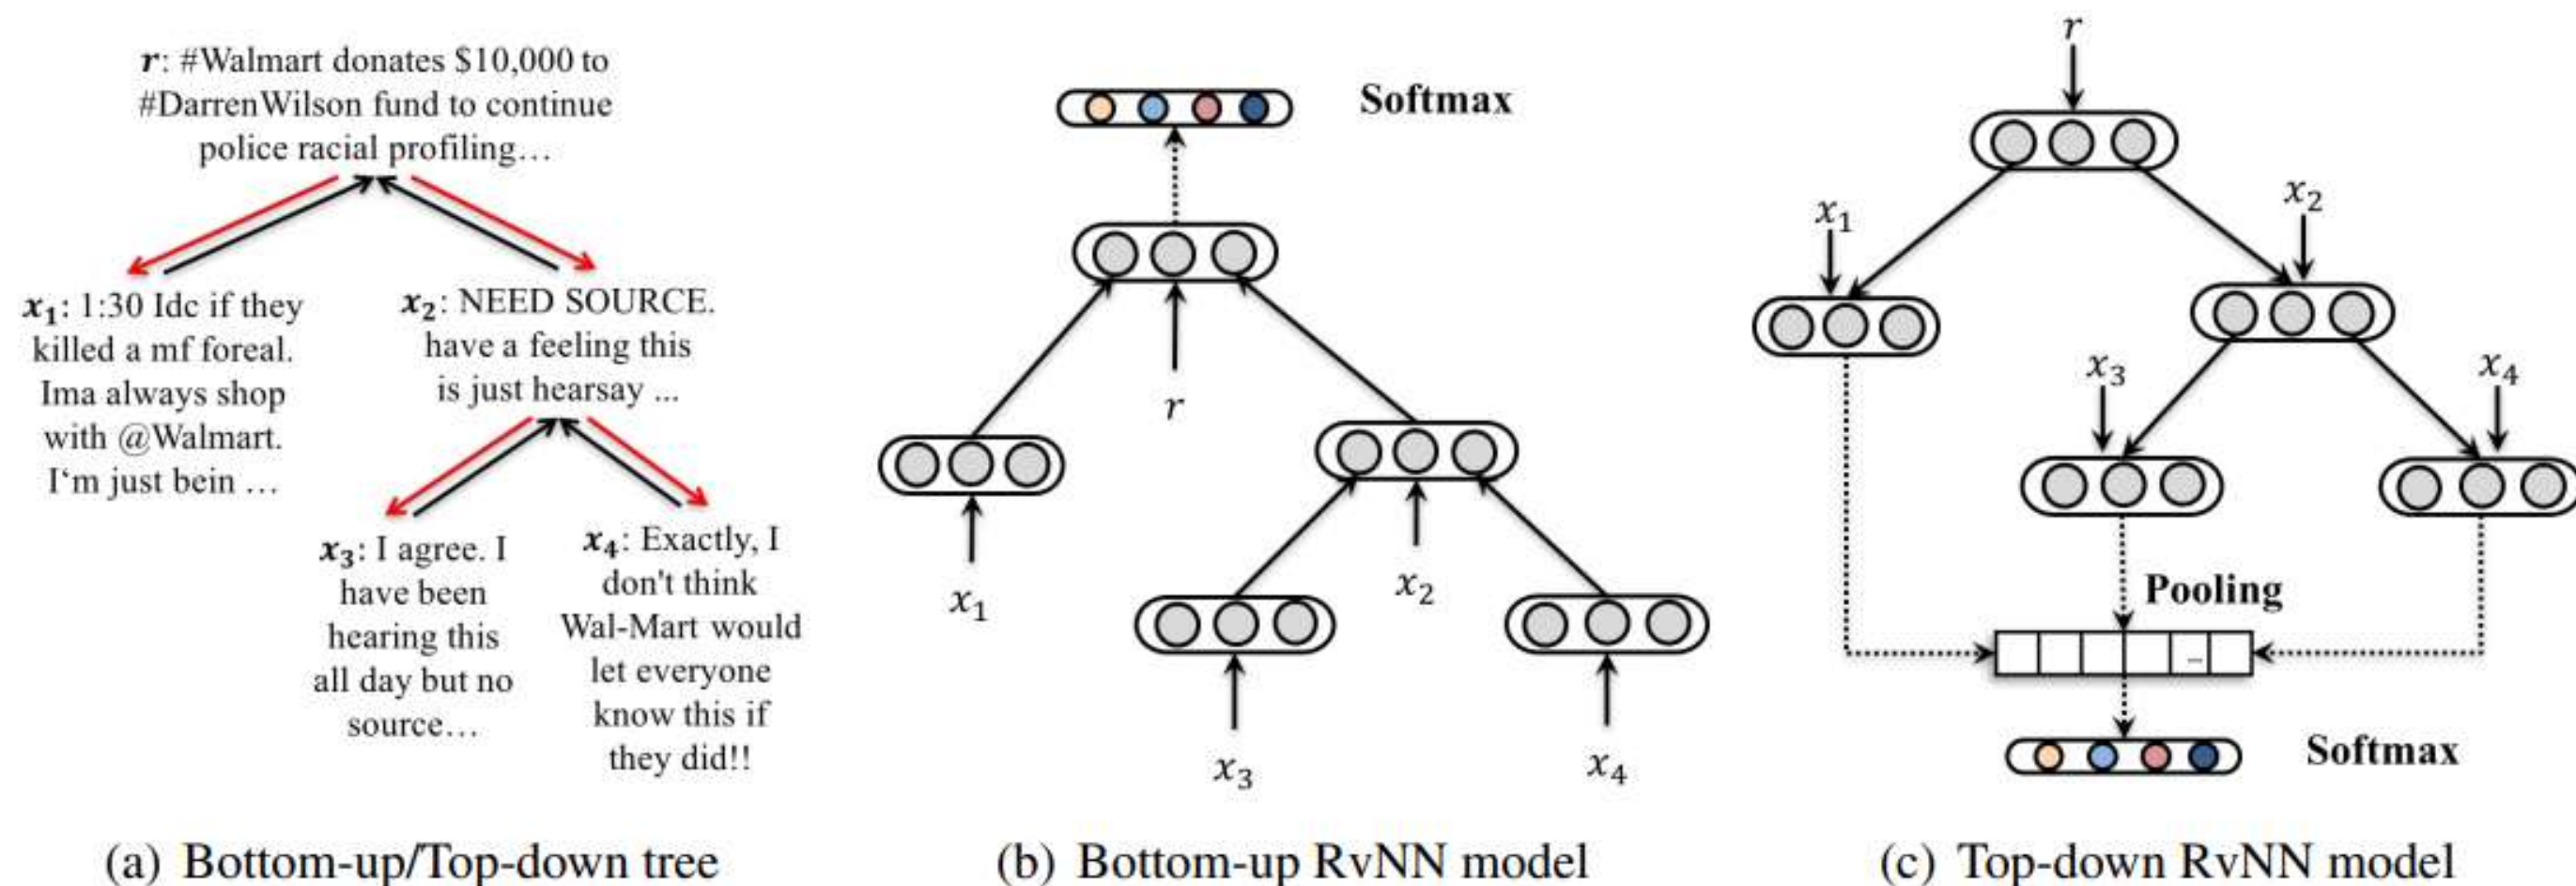 r: #Walmart donates $10,000 to
#DarrenWilson fund to continue
police racial profiling…
x₁: 1:30 Idc if they
killed a mf foreal.
Ima always shop
with @Walmart.
I‘m just bein …
x₂: NEED SOURCE.
have a feeling this
is just hearsay ...
x₃: I agree. I
have been
hearing this
all day but no
source…
x₄: Exactly, I
don't think
Wal-Mart would
let everyone
know this if
they did!!
(a) Bottom-up/Top-down tree
Softmax
r
x₁
x₂
x₃
x₄
(b) Bottom-up RvNN model
r
x₁
x₂
x₃
x₄
Pooling
...
Softmax
(c) Top-down RvNN model